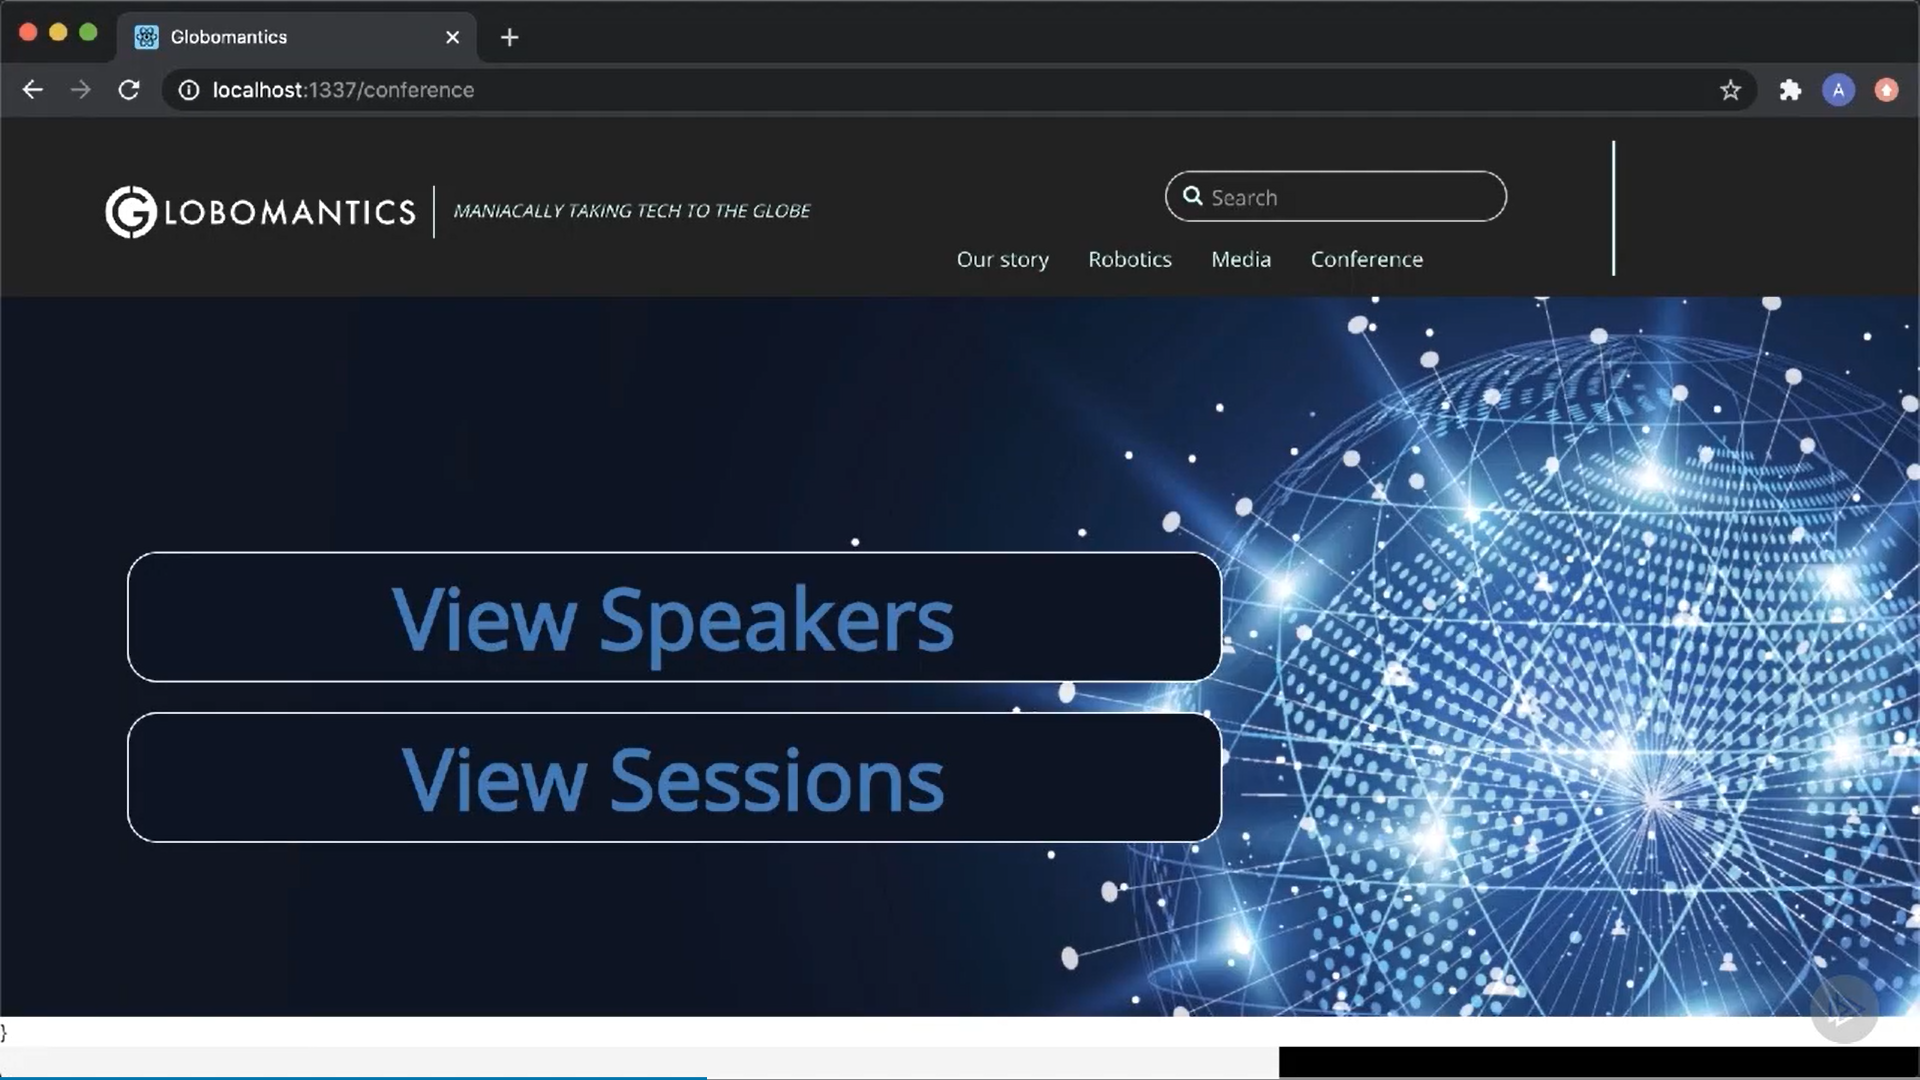 Globomantics
localhost:1337/conference
A
GLOBOMANTICS
MANIACALLY TAKING TECH TO THE GLOBE
Search
Our story Robotics Media Conference
View Speakers
View Sessions
}